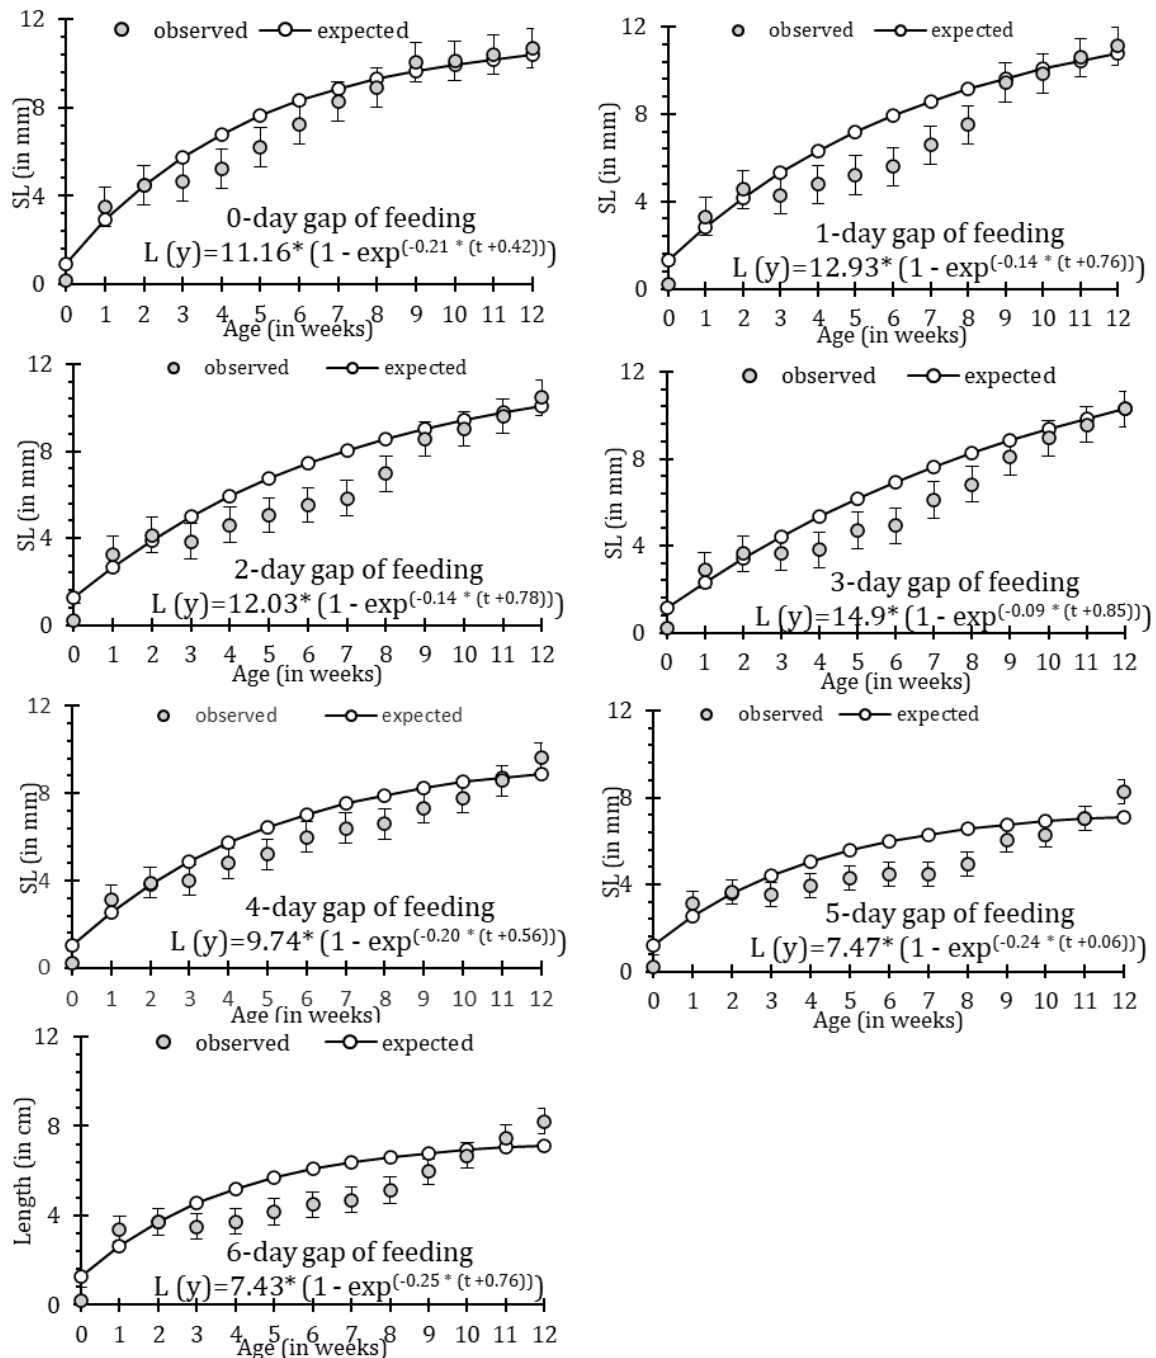 observed expected
12
8
4
0
SL (in mm)
0-day gap of feeding
L (y)=11.16* (1 - exp(-0.21 * (t +0.42)))
0 1 2 3 4 5 6 7 8 9 10 11 12
Age (in weeks)
observed expected
12
8
4
0
SL (in mm)
1-day gap of feeding
L (y)=12.93* (1 - exp(-0.14 * (t +0.76)))
0 1 2 3 4 5 6 7 8 9 10 11 12
Age (in weeks)
observed expected
12
8
4
0
SL (in mm)
2-day gap of feeding
L (y)=12.03* (1 - exp(-0.14 * (t +0.78)))
0 1 2 3 4 5 6 7 8 9 10 11 12
Age (in weeks)
observed expected
12
8
4
0
SL (in mm)
3-day gap of feeding
L (y)=14.9* (1 - exp(-0.09 * (t +0.85)))
0 1 2 3 4 5 6 7 8 9 10 11 12
Age (in weeks)
observed expected
12
8
4
0
SL (in mm)
4-day gap of feeding
L (y)=9.74* (1 - exp(-0.20 * (t +0.56)))
0 1 2 3 4 5 6 7 8 9 10 11 12
Age (in weeks)
observed expected
12
8
4
0
SL (in mm)
5-day gap of feeding
L (y)=7.47* (1 - exp(-0.24 * (t +0.06)))
0 1 2 3 4 5 6 7 8 9 10 11 12
Age (in weeks)
observed expected
12
8
4
0
Length (in cm)
6-day gap of feeding
L (y)=7.43* (1 - exp(-0.25 * (t +0.76)))
0 1 2 3 4 5 6 7 8 9 10 11 12
Age (in weeks)